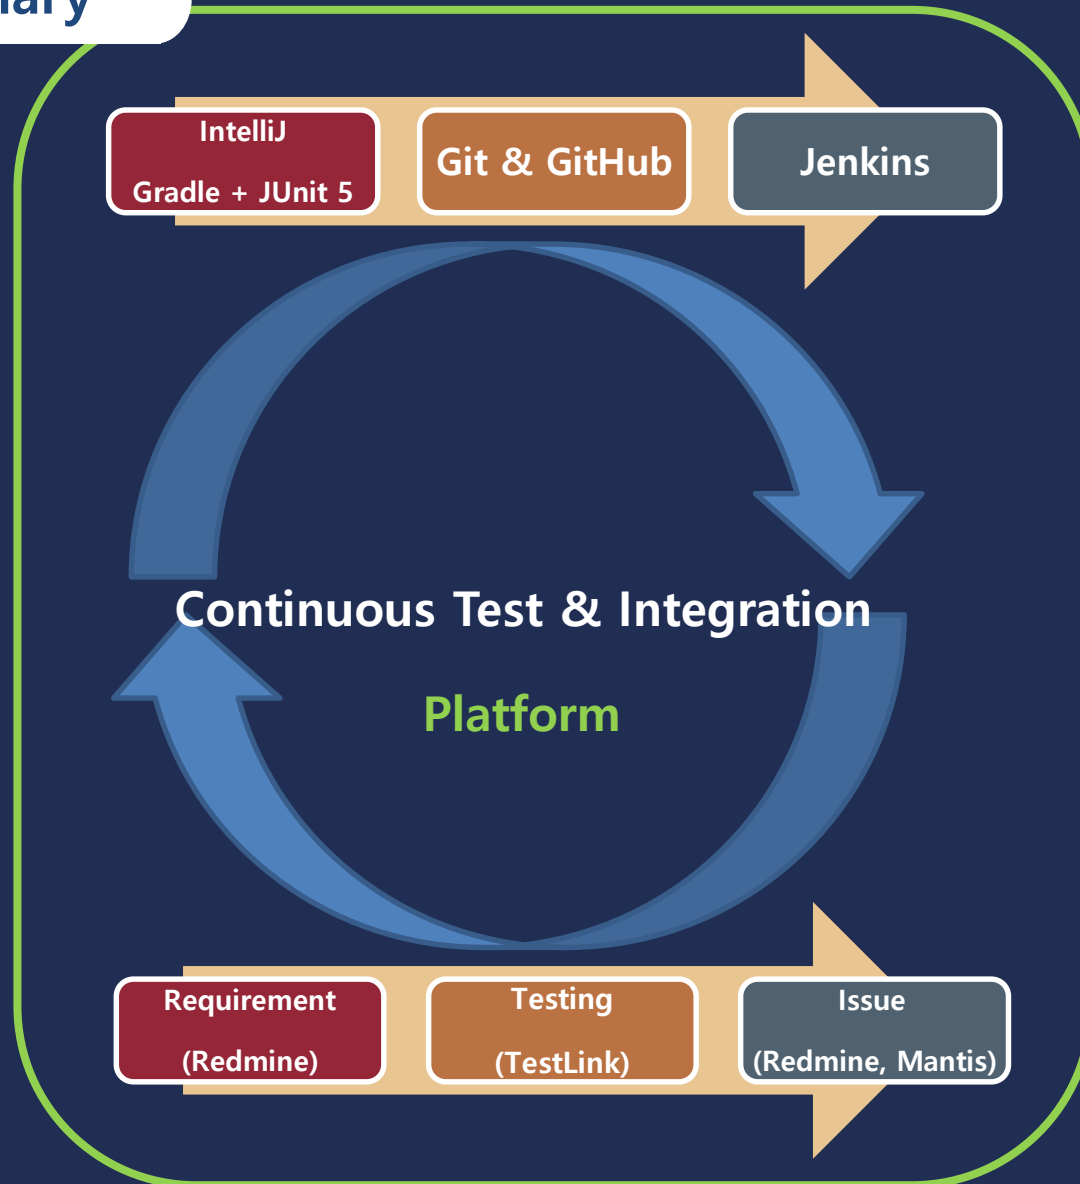 IntelliJ
Gradle + JUnit 5
Git & GitHub
Jenkins
Continuous Test & Integration
Platform
Requirement
(Redmine)
Testing
(TestLink)
Issue
(Redmine, Mantis)